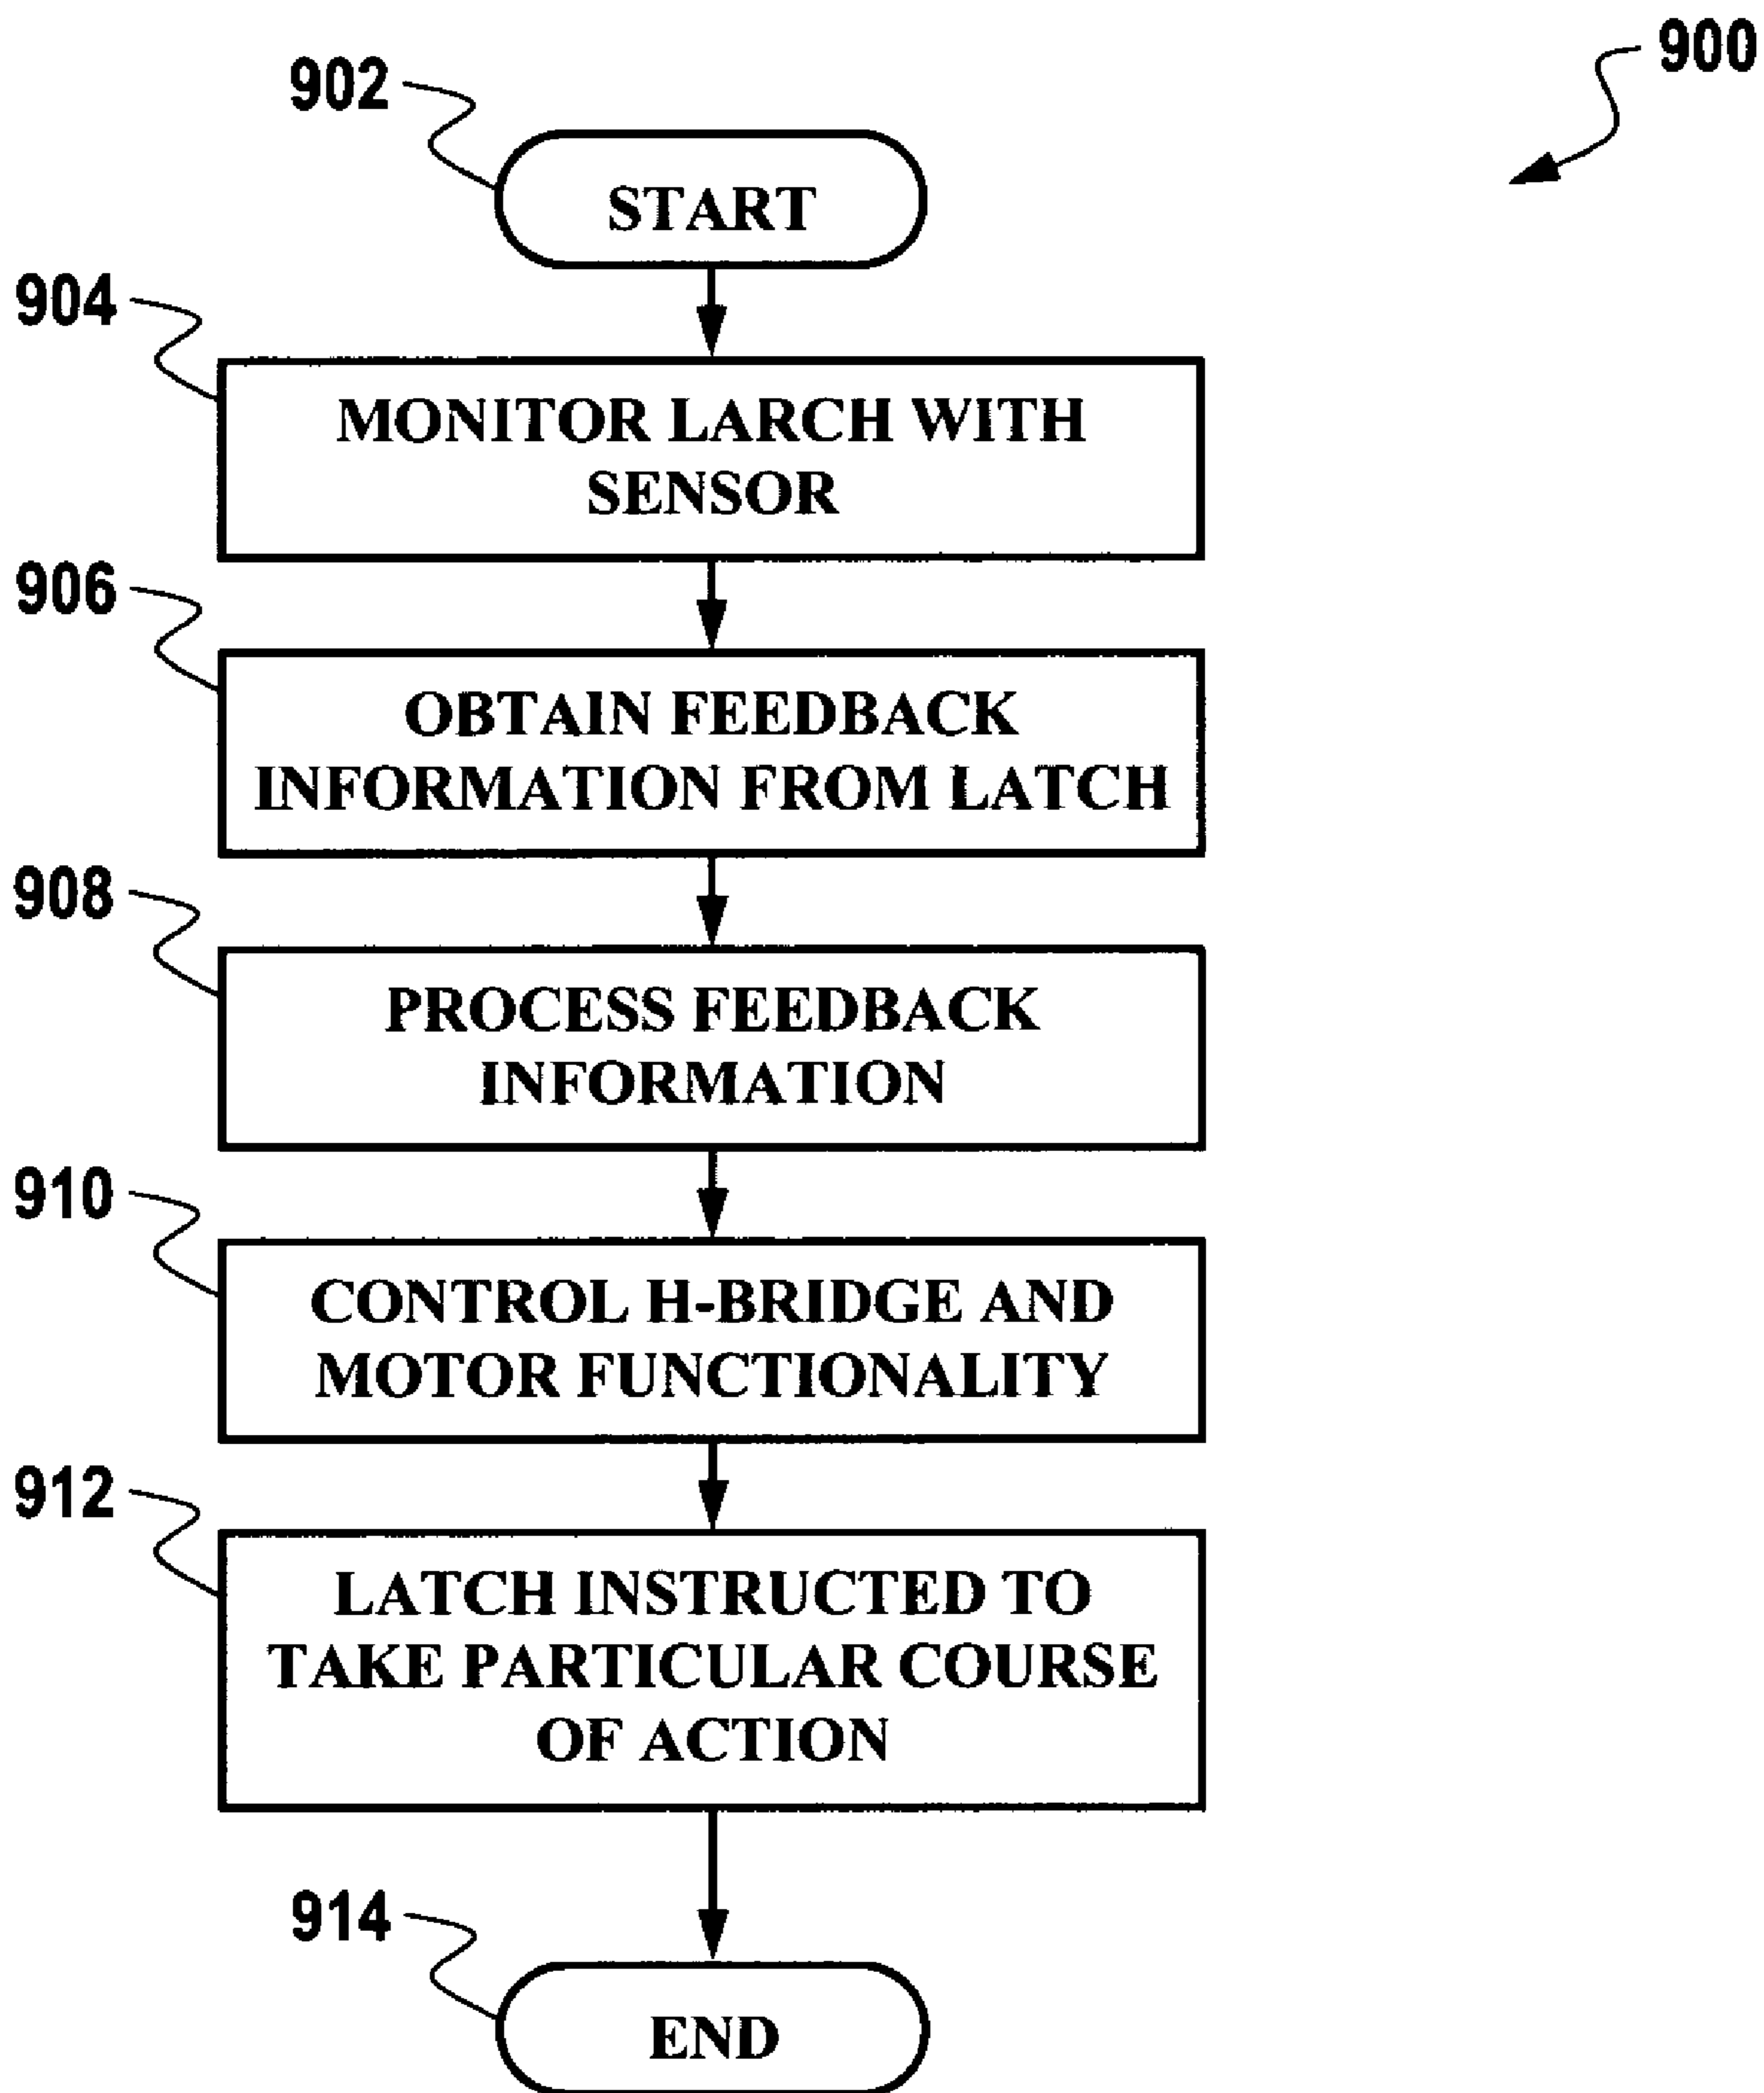 900
902
START
904
MONITOR LARCH WITH
SENSOR
906
OBTAIN FEEDBACK
INFORMATION FROM LATCH
908
PROCESS FEEDBACK
INFORMATION
910
CONTROL H-BRIDGE AND
MOTOR FUNCTIONALITY
912
LATCH INSTRUCTED TO
TAKE PARTICULAR COURSE
OF ACTION
914
END